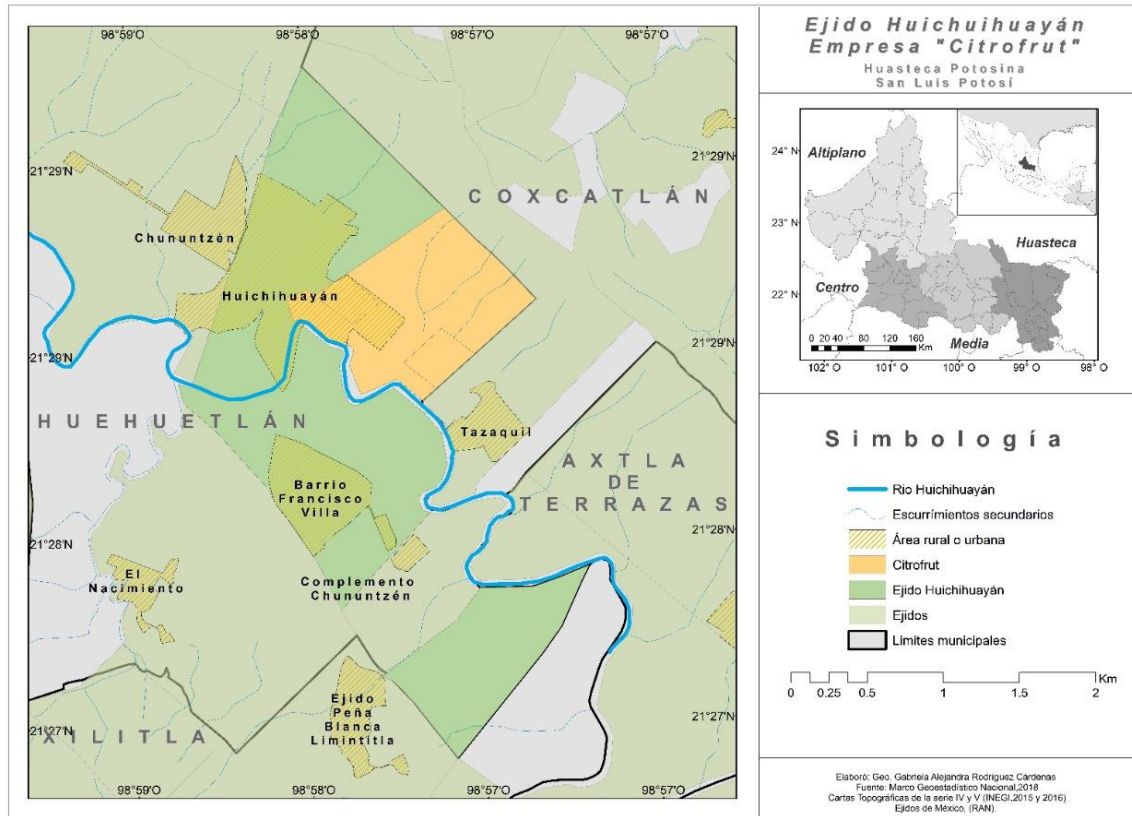 98°59'O 98°58'O 98°57'O 98°57'O
21°29'N
21°29'N
21°28'N
21°27'N
21°29'N
21°29'N
21°28'N
21°27'N
98°59'O 98°58'O 98°57'O 98°57'O
COXCATLÁN
Chununtzén
Huichihuayán
HUEHUETLÁN
Tazaquil
AXTLA
DE
TERRAZAS
Barrio
Francisco
Villa
El
Nacimiento
Complemento
Chununtzén
Ejido
Peña
Blanca
Limintitla
XILITLA
Ejido Huichuihuayán
Empresa "Citrofrut"
Huasteca Potosina
San Luis Potosí
24° N
23° N
22° N
Altiplano
Huasteca
Centro
Media
0 20 40 80 120 160
Km
102° O 100° O 99° O 98° O
Simbología
Rio Huichihuayán
Escurrímientos secundarios
Área rural o urbana
Citrofrut
Ejido Huichihuayán
Ejidos
Límites municipales
0 0.25 0.5 1 1.5 2
Km
Elaboró: Geo. Gabriela Alejandra Rodríguez Cárdenas
Fuente: Marco Geoestadístico Nacional,2018
Cartas Topográficas de la serie IV y V (INEGI,2015 y 2016)
Ejidos de México, (RAN).